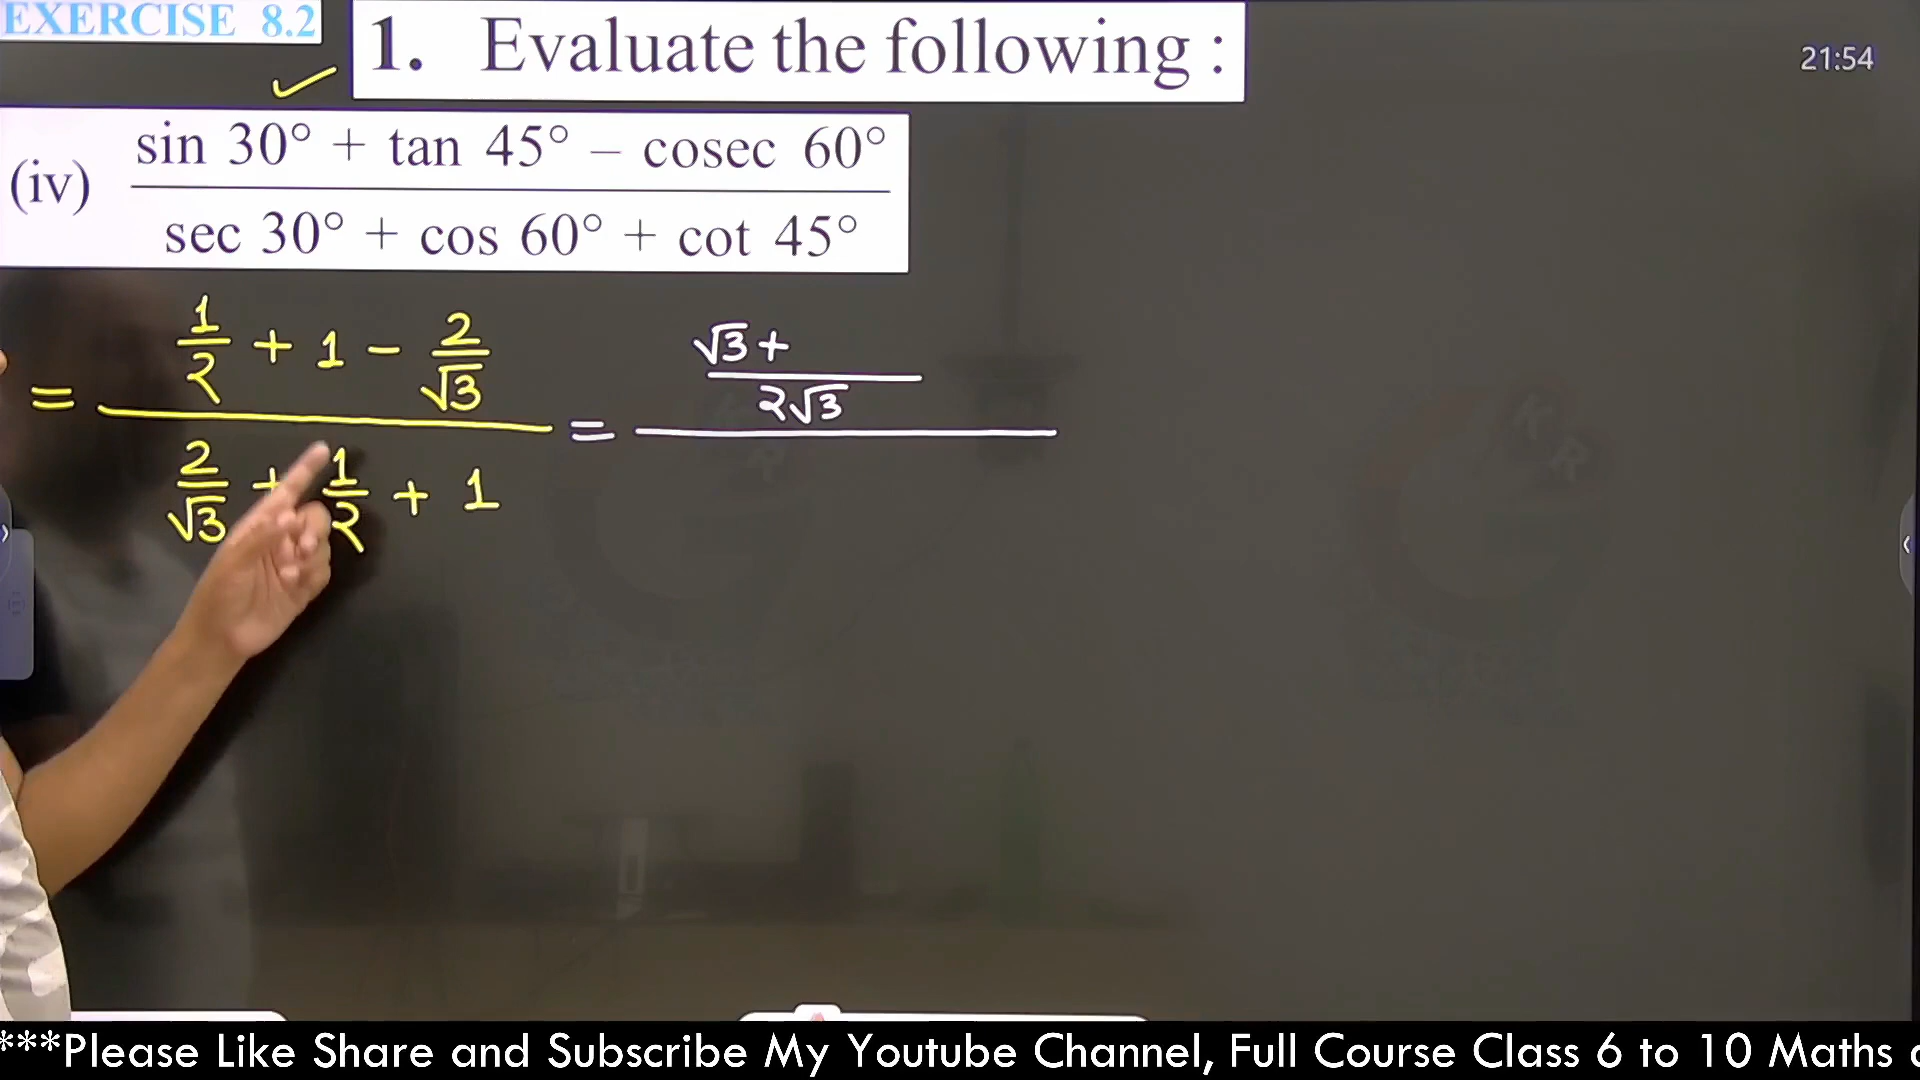 EXERCISE 8.2
1. Evaluate the following :
21:54
(iv) sin 30° + tan 45° – cosec 60°
sec 30° + cos 60° + cot 45°
= 1/2 + 1 - 2/√3
2/√3 + 1/2 + 1
= √3 +
2√3
***Please Like Share and Subscribe My Youtube Channel, Full Course Class 6 to 10 Maths